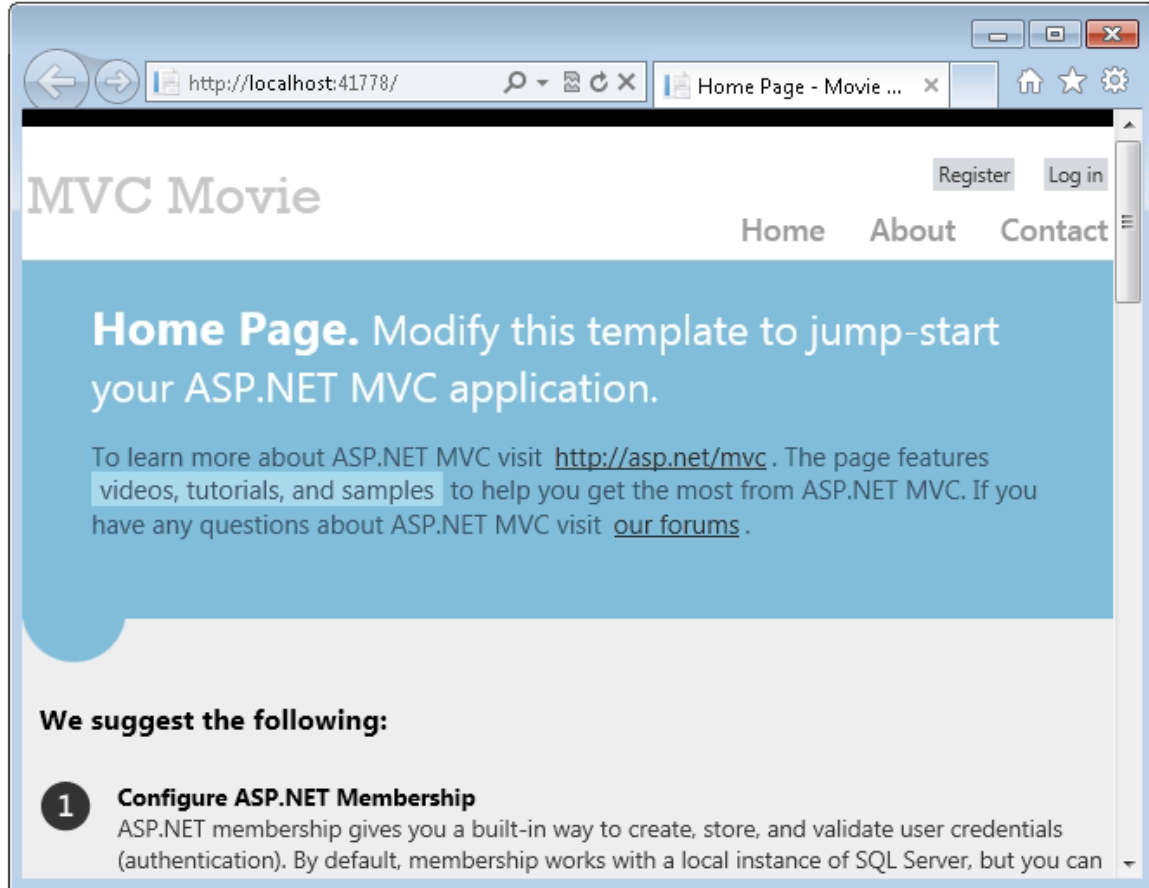 http://localhost:41778/
Home Page - Movie ...
MVC Movie
Register
Log in
Home
About
Contact
Home Page. Modify this template to jump-start
your ASP.NET MVC application.
To learn more about ASP.NET MVC visit http://asp.net/mvc . The page features
videos, tutorials, and samples to help you get the most from ASP.NET MVC. If you
have any questions about ASP.NET MVC visit our forums .
We suggest the following:
1
Configure ASP.NET Membership
ASP.NET membership gives you a built-in way to create, store, and validate user credentials
(authentication). By default, membership works with a local instance of SQL Server, but you can